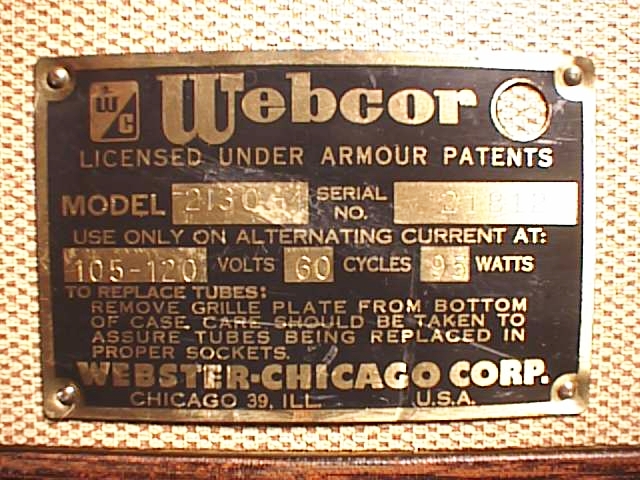 W C Webcor
LICENSED UNDER ARMOUR PATENTS
MODEL SERIAL NO.
USE ONLY ON ALTERNATING CURRENT AT:
105-120 VOLTS 60 CYCLES 95 WATTS
TO REPLACE TUBES:
REMOVE GRILLE PLATE FROM BOTTOM
OF CASE. CARE SHOULD BE TAKEN TO
ASSURE TUBES BEING REPLACED IN
PROPER SOCKETS.
WEBSTER-CHICAGO CORP.
CHICAGO 39, ILL. U.S.A.